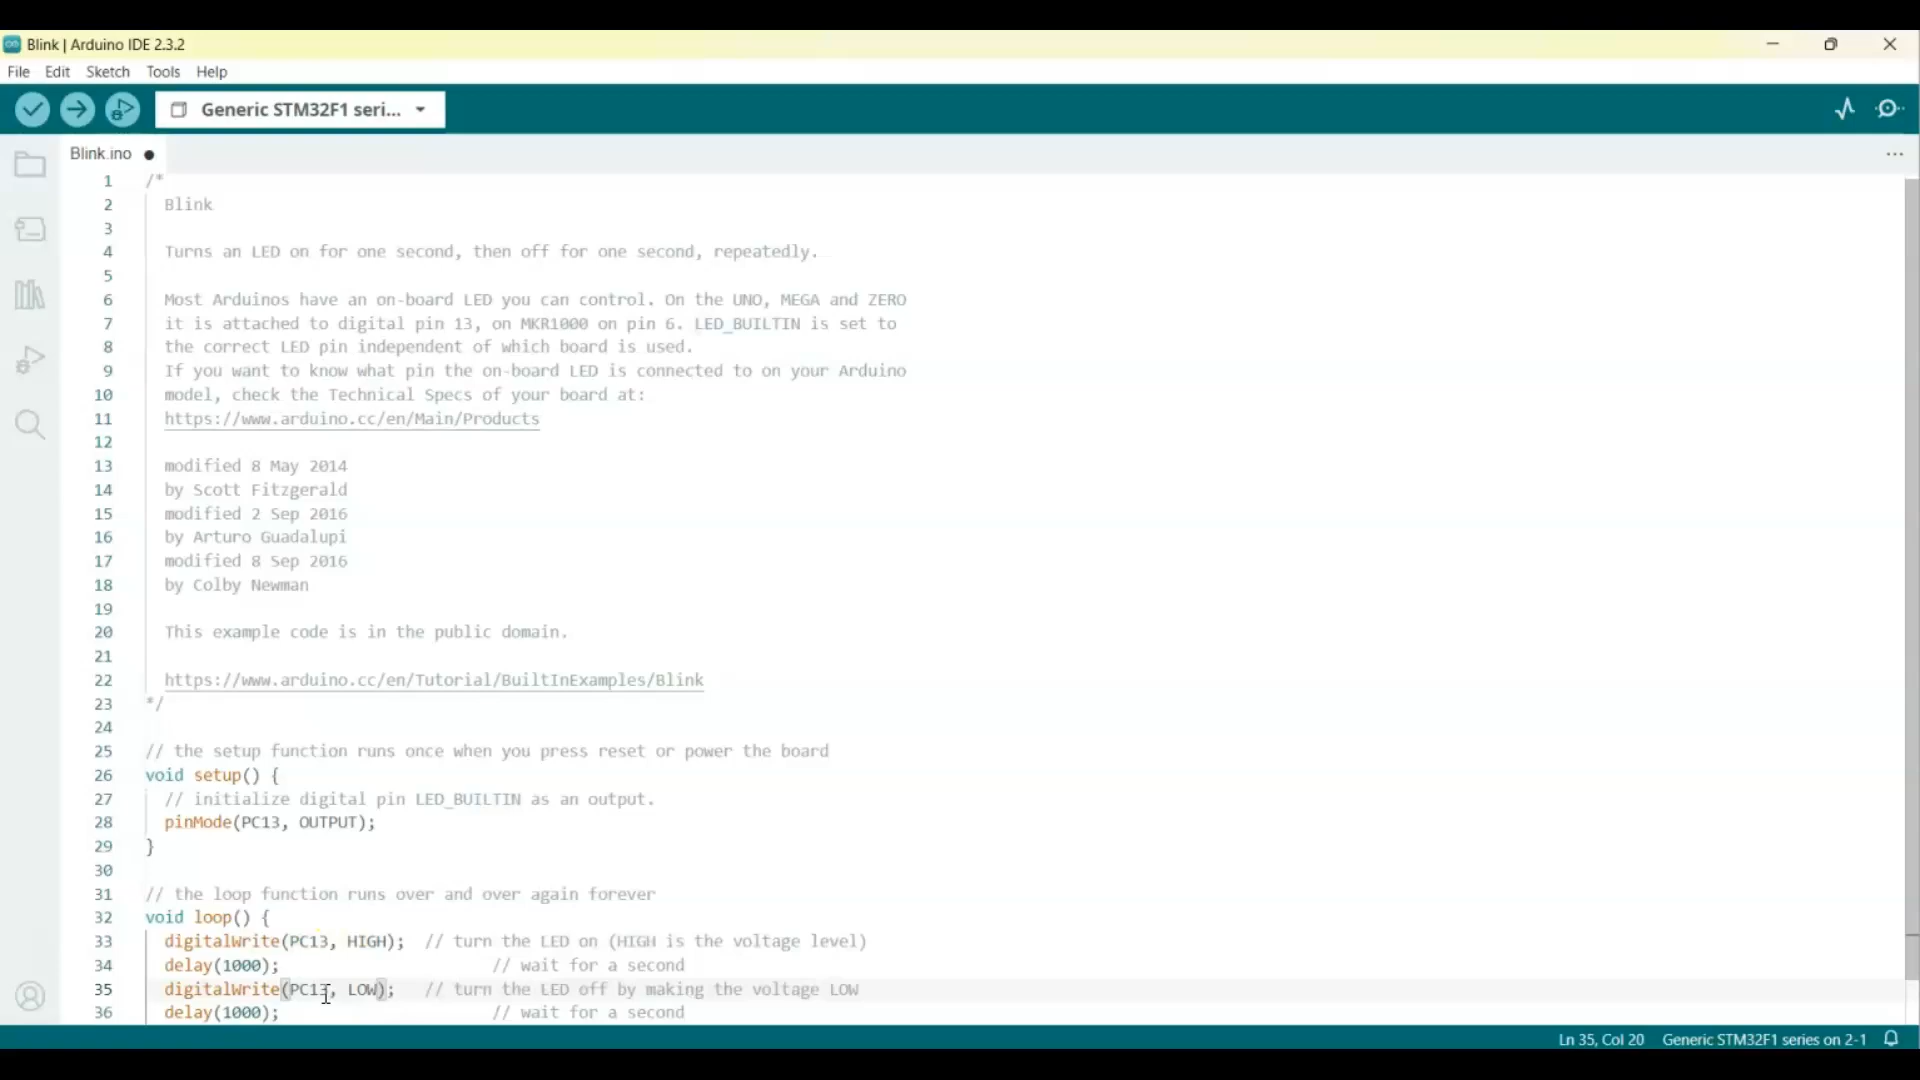 Blink | Arduino IDE 2.3.2
File Edit Sketch Tools Help
Generic STM32F1 seri...
Blink.ino
1 /*
2 Blink
3
4 Turns an LED on for one second, then off for one second, repeatedly.
5
6 Most Arduinos have an on-board LED you can control. On the UNO, MEGA and ZERO
7 it is attached to digital pin 13, on MKR1000 on pin 6. LED_BUILTIN is set to
8 the correct LED pin independent of which board is used.
9 If you want to know what pin the on-board LED is connected to on your Arduino
10 model, check the Technical Specs of your board at:
11 https://www.arduino.cc/en/Main/Products
12
13 modified 8 May 2014
14 by Scott Fitzgerald
15 modified 2 Sep 2016
16 by Arturo Guadalupi
17 modified 8 Sep 2016
18 by Colby Newman
19
20 This example code is in the public domain.
21
22 https://www.arduino.cc/en/Tutorial/BuiltInExamples/Blink
23 */
24
25 // the setup function runs once when you press reset or power the board
26 void setup() {
27 // initialize digital pin LED_BUILTIN as an output.
28 pinMode(PC13, OUTPUT);
29 }
30
31 // the loop function runs over and over again forever
32 void loop() {
33 digitalWrite(PC13, HIGH); // turn the LED on (HIGH is the voltage level)
34 delay(1000); // wait for a second
35 digitalWrite(PC13, LOW); // turn the LED off by making the voltage LOW
36 delay(1000); // wait for a second
Ln 35, Col 20 Generic STM32F1 series on 2-1